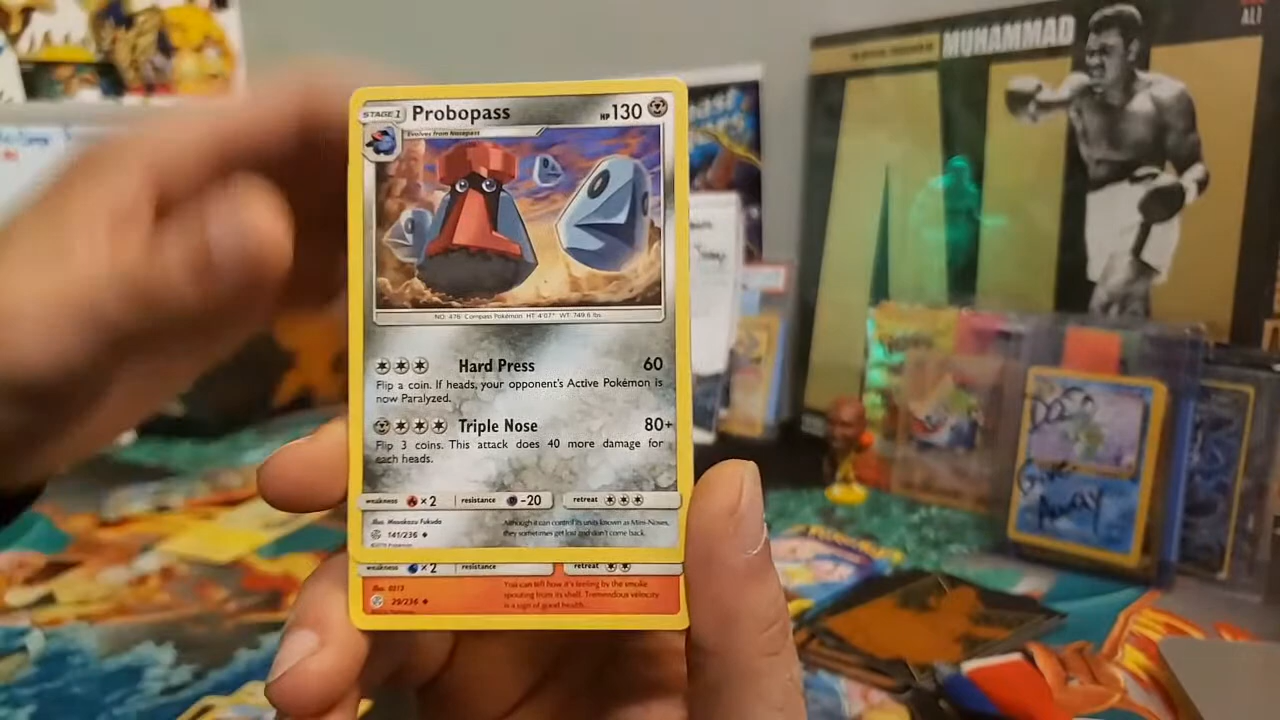 MUHAMMAD
ALI
STAGE 1
Probopass
HP 130
Evolves from Nosepass
NO. 476 Compass Pokémon HT: 4'07" WT: 749.6 lbs
Hard Press 60
Flip a coin. If heads, your opponent's Active Pokémon is
now Paralyzed.
Triple Nose 80+
Flip 3 coins. This attack does 40 more damage for
each heads.
weakness ×2 resistance -20 retreat
Illus. Masakazu Fukuda
141/236
Although it can control its units known as Mini-Noses,
they sometimes get lost and don't come back.
weakness ×2 resistance retreat
Illus. 0313
29/236
You can tell how it's feeling by the smoke
spouting from its shell. Tremendous velocity
is a sign of good health.
Give
Away